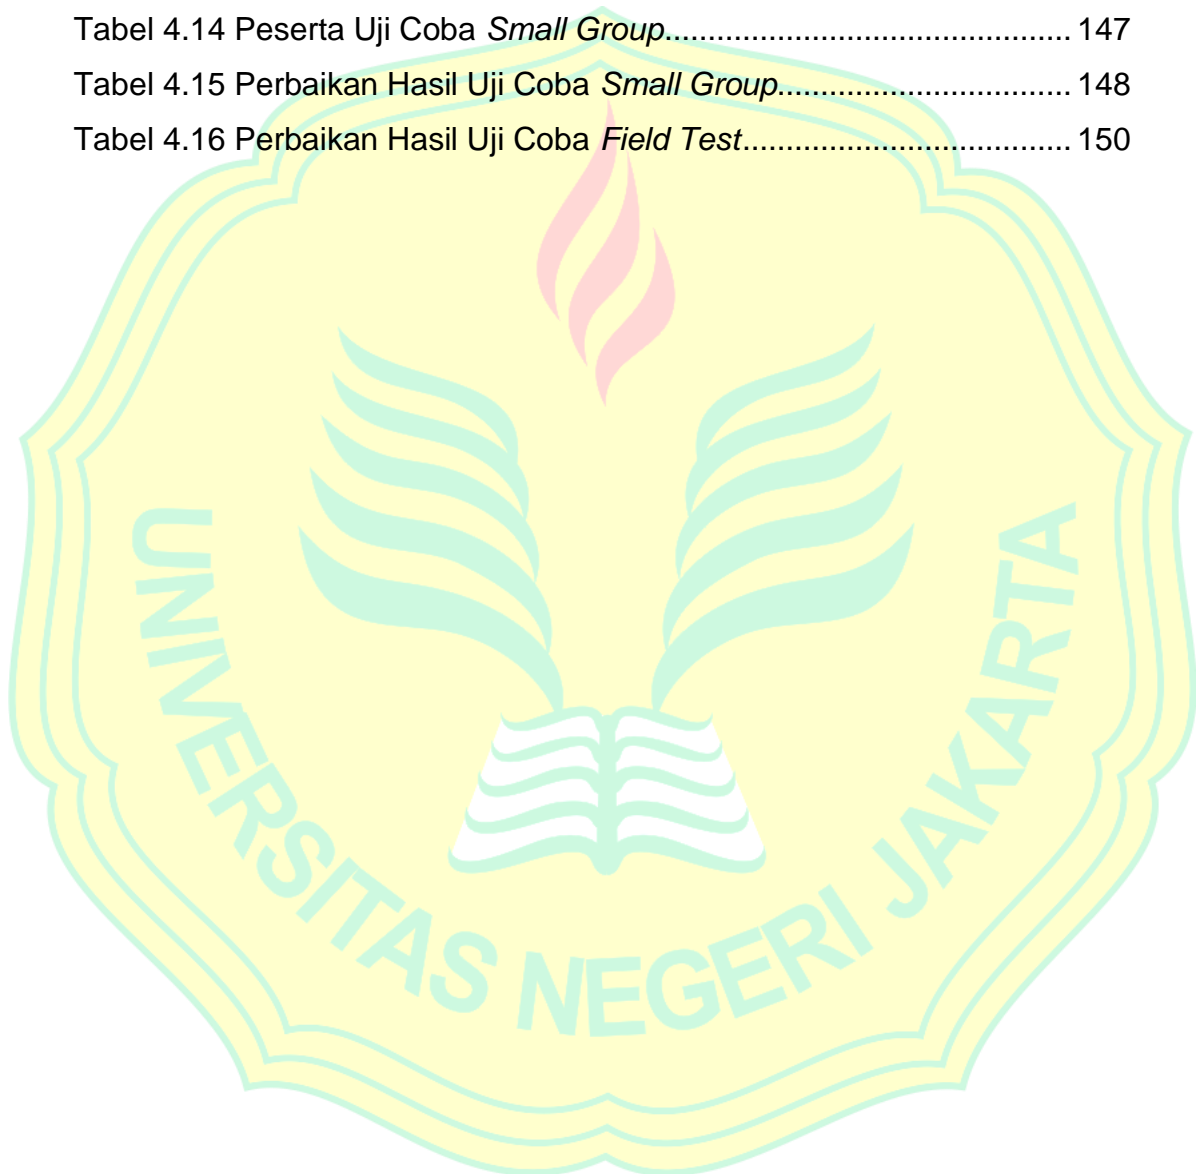 Tabel 4.14 Peserta Uji Coba Small Group............................................... 147
Tabel 4.15 Perbaikan Hasil Uji Coba Small Group.................................. 148
Tabel 4.16 Perbaikan Hasil Uji Coba Field Test...................................... 150
UNIVERSITAS NEGERI JAKARTA